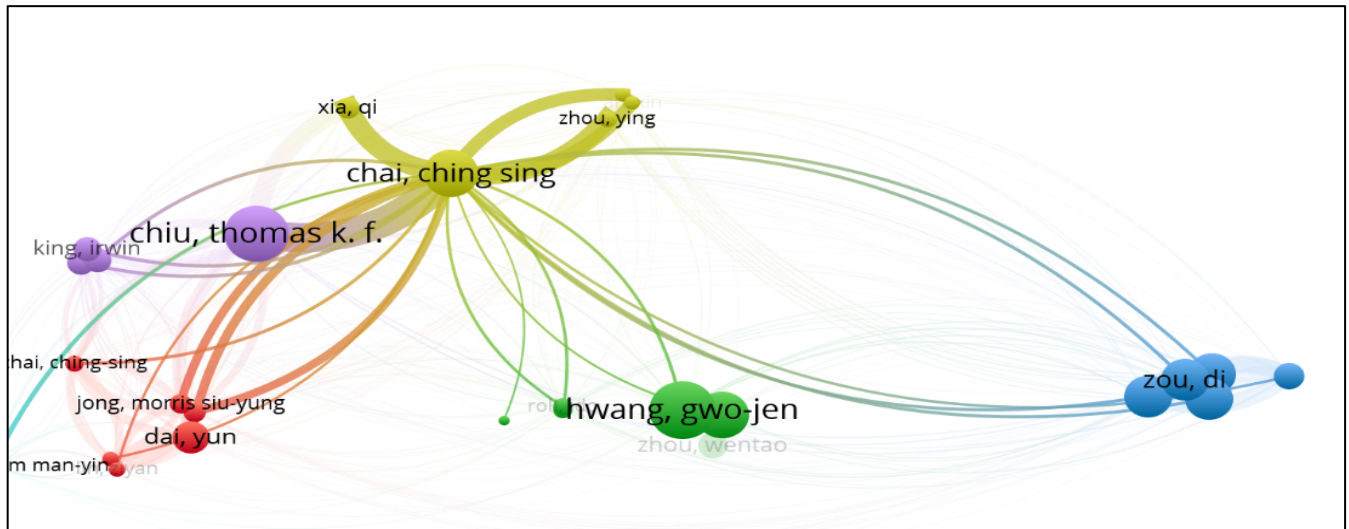 xia, qi
zhou, ying
chai, ching sing
chiu, thomas k. f.
king, irwin
chai, ching-sing
jong, morris siu-yung
dai, yun
zou, di
hwang, gwo-jen
zhou, wentao
m man-yin